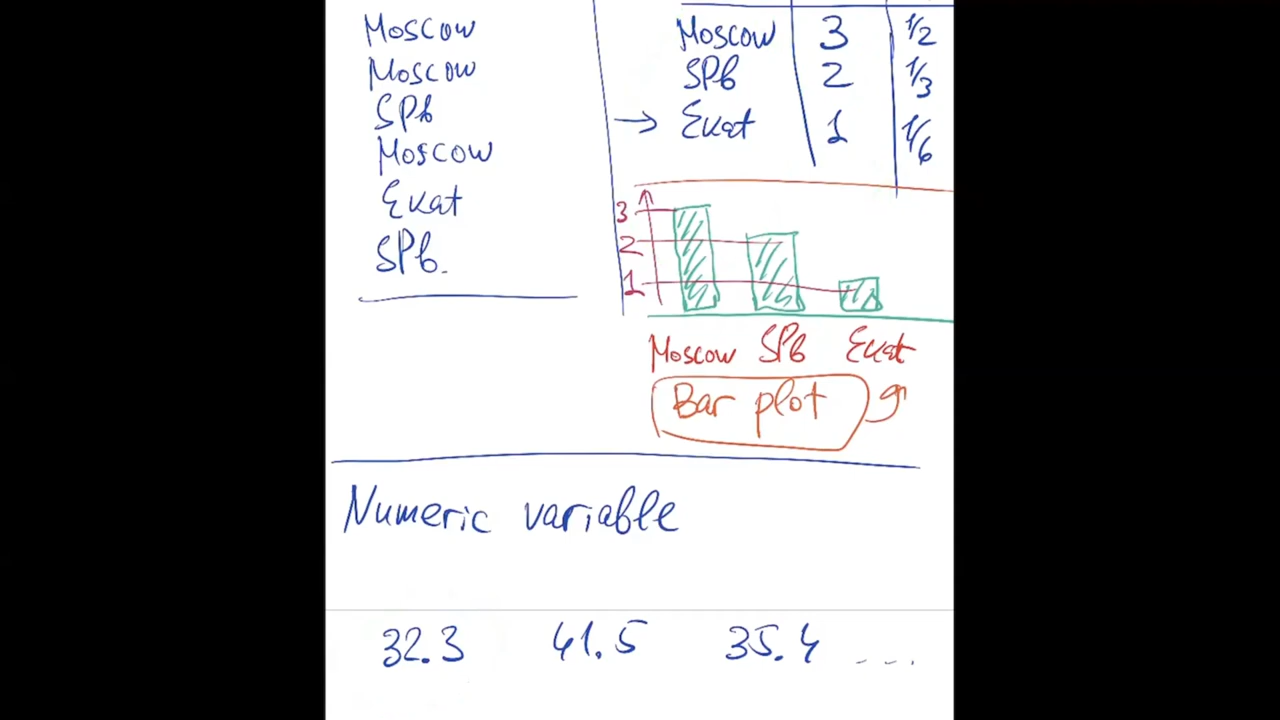 Moscow
Moscow
SPb
Moscow
Ekat
SPb.
Moscow 3 1/2
SPb 2 1/3
→ Ekat 1 1/6
3
2
1
Moscow SPb Ekat
Bar plot
Numeric variable
32.3 41.5 35.4 ...